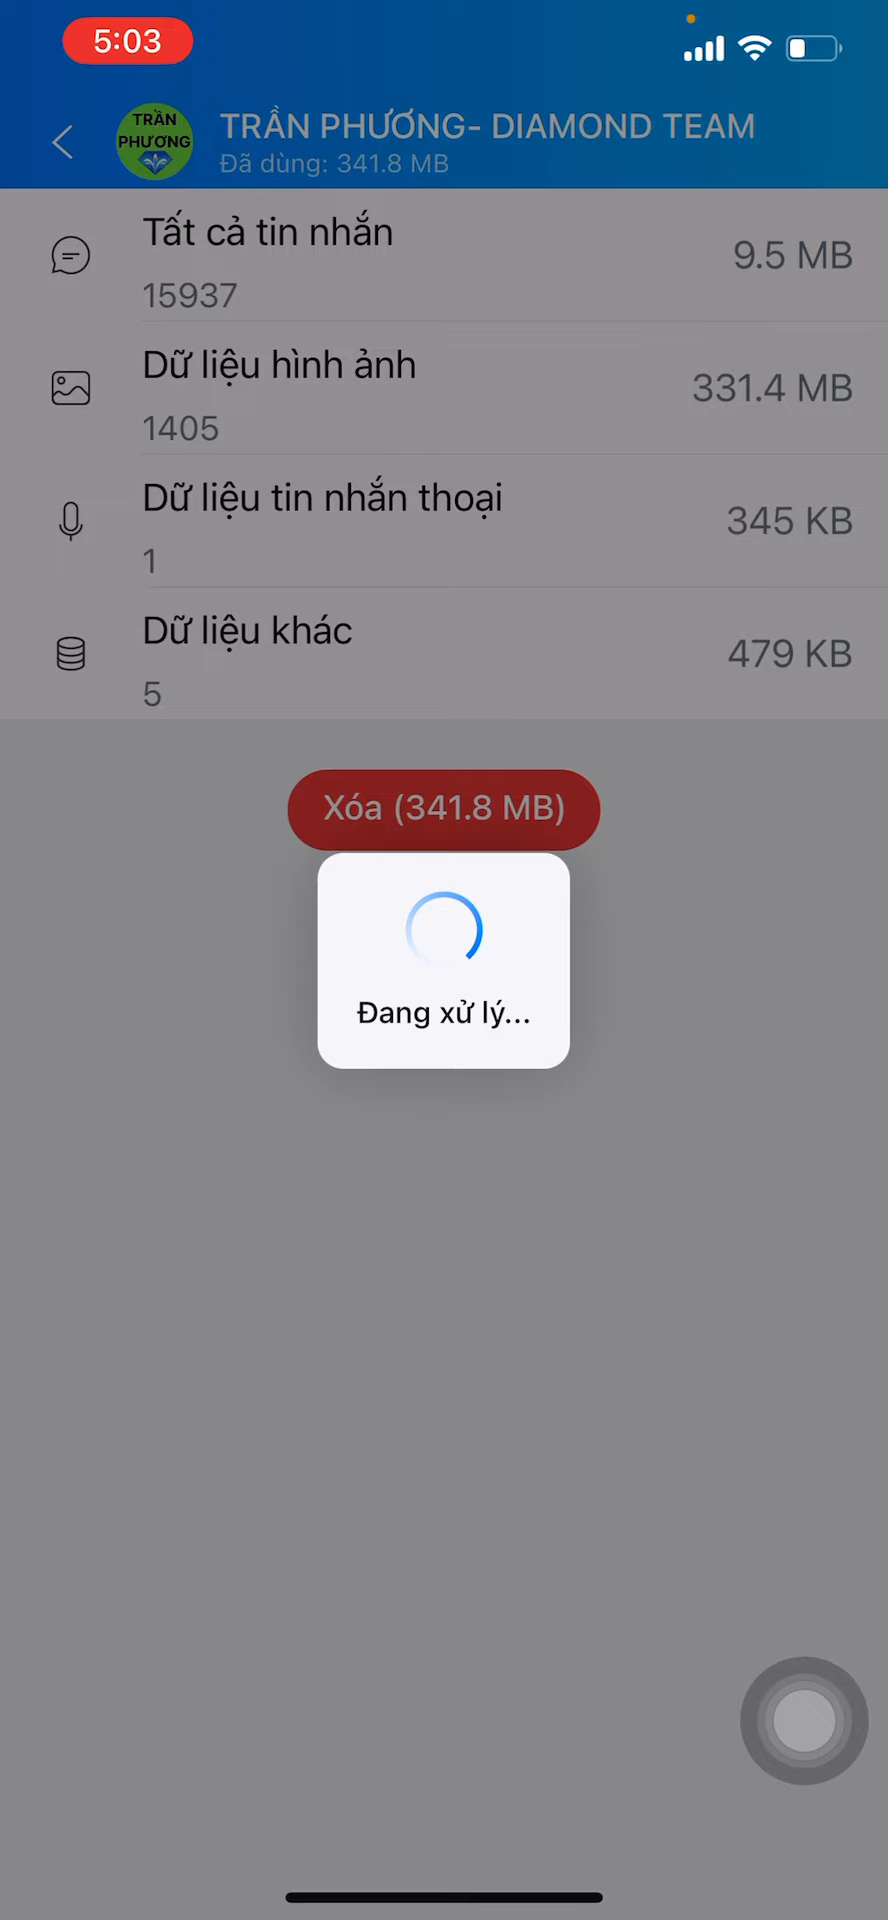 5:03
TRẦN
PHƯƠNG
TRẦN PHƯƠNG- DIAMOND TEAM
Đã dùng: 341.8 MB
Tất cả tin nhắn
9.5 MB
15937
Dữ liệu hình ảnh
331.4 MB
1405
Dữ liệu tin nhắn thoại
345 KB
1
Dữ liệu khác
479 KB
5
Xóa (341.8 MB)
Đang xử lý...